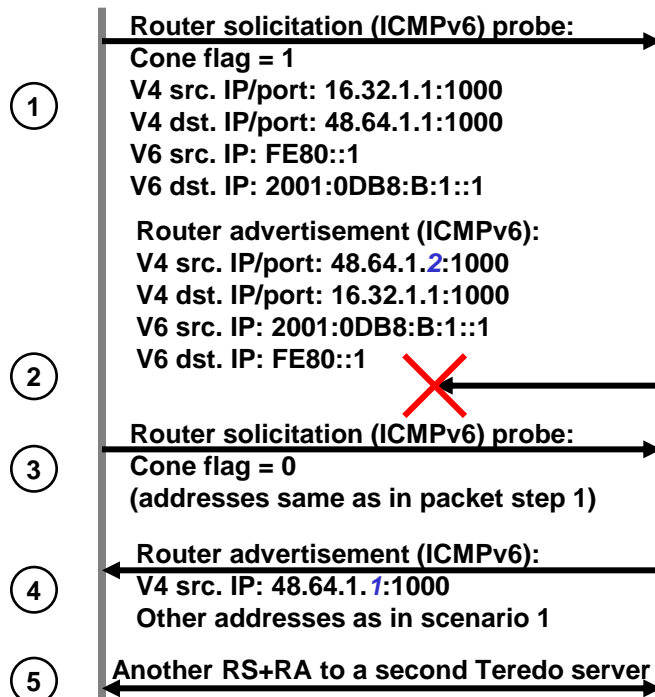 Router solicitation (ICMPv6) probe:
Cone flag = 1
1
V4 src. IP/port: 16.32.1.1:1000
V4 dst. IP/port: 48.64.1.1:1000
V6 src. IP: FE80::1
V6 dst. IP: 2001:0DB8:B:1::1
Router advertisement (ICMPv6):
V4 src. IP/port: 48.64.1.2:1000
V4 dst. IP/port: 16.32.1.1:1000
V6 src. IP: 2001:0DB8:B:1::1
V6 dst. IP: FE80::1
2
Router solicitation (ICMPv6) probe:
3
Cone flag = 0
(addresses same as in packet step 1)
Router advertisement (ICMPv6):
4
V4 src. IP: 48.64.1.1:1000
Other addresses as in scenario 1
5
Another RS+RA to a second Teredo server